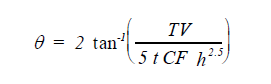 θ = 2 tan⁻¹(TV / 5 t CF h²·⁵)